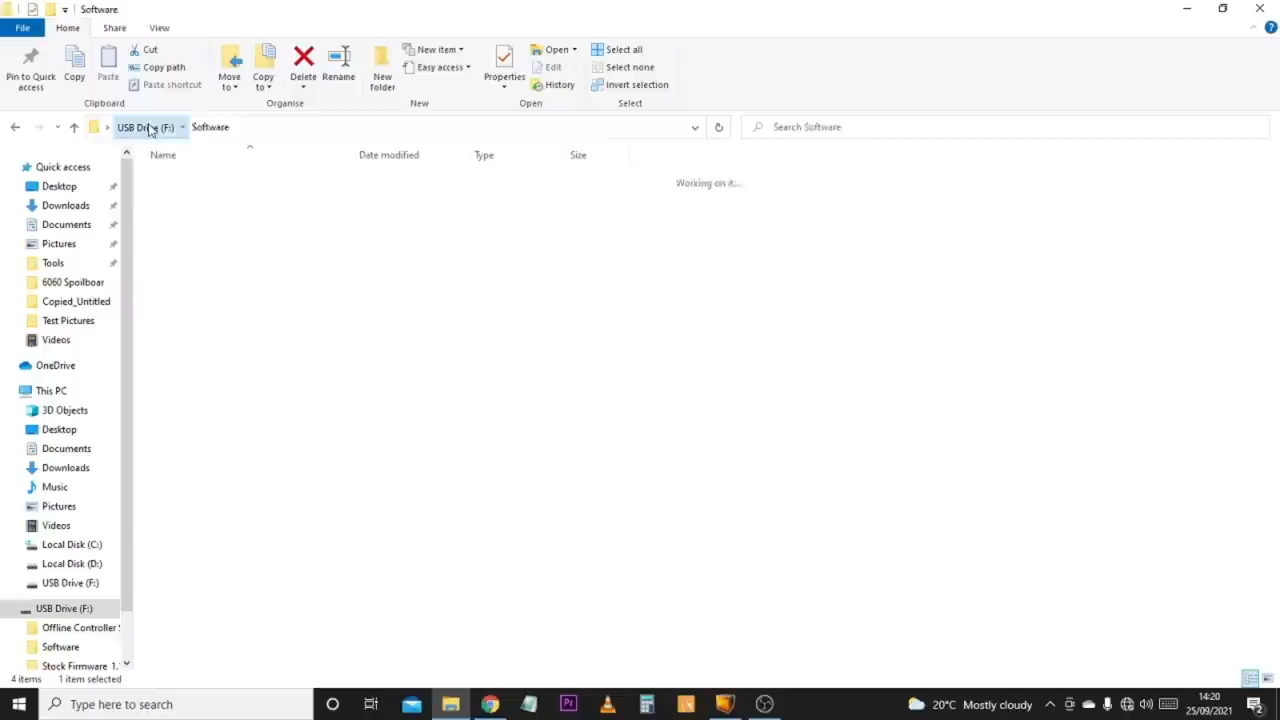 Software
File
Home
Share
View
Pin to Quick
access
Copy
Paste
Cut
Copy path
Paste shortcut
Clipboard
Move
to
Copy
to
Delete
Rename
Organise
New
folder
New item
Easy access
New
Properties
Open
Edit
History
Open
Select all
Select none
Invert selection
Select
USB Drive (F:)
Software
Search Software
Name
Date modified
Type
Size
Working on it...
Quick access
Desktop
Downloads
Documents
Pictures
Tools
6060 Spoilboar
Copied_Untitled
Test Pictures
Videos
OneDrive
This PC
3D Objects
Desktop
Documents
Downloads
Music
Pictures
Videos
Local Disk (C:)
Local Disk (D:)
USB Drive (F:)
USB Drive (F:)
Offline Controller
Software
Stock Firmware 1.
4 items
1 item selected
Type here to search
Pr
20°C Mostly cloudy
14:20
25/09/2021
2